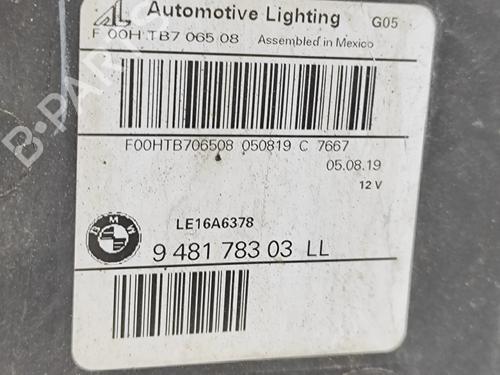 Automotive Lighting G05
F 00H TB7 065 08 Assembled in Mexico
F00HTB706508 050819 C 7667
05.08.19
12 V
LE16A6378
BMW
9 481 783 03 LL
B-PARTS